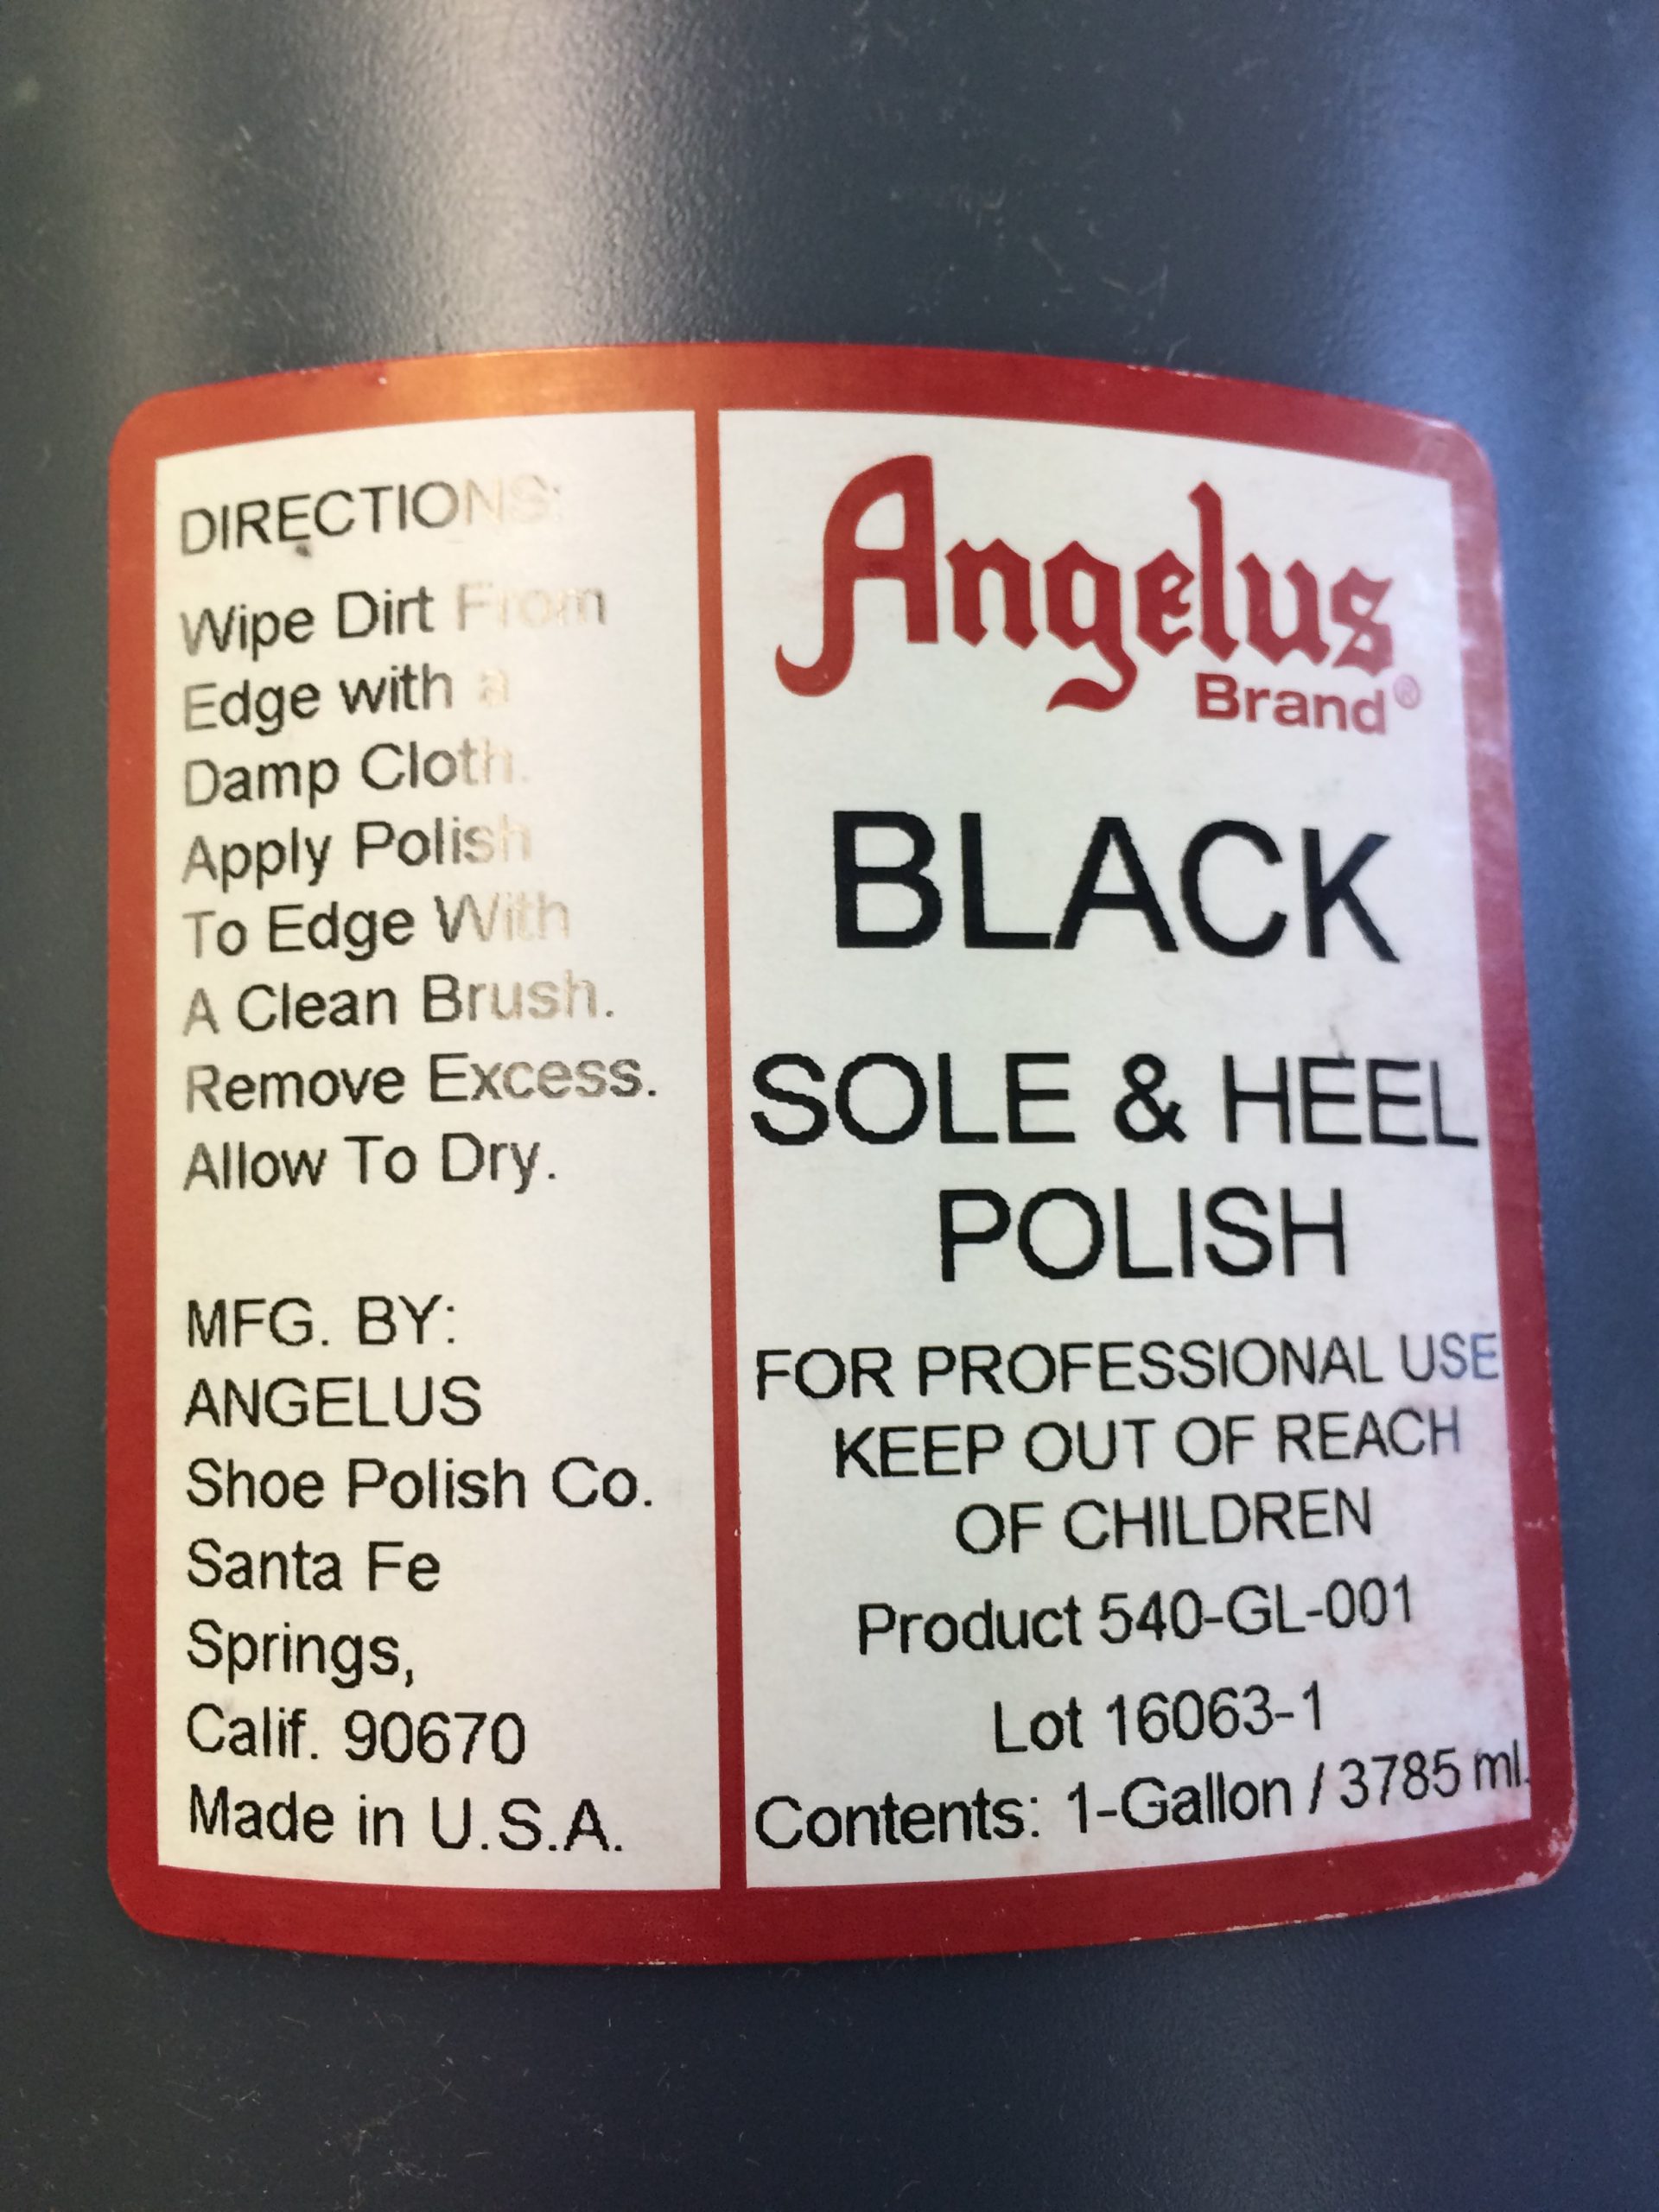 DIRECTIONS:
Wipe Dirt From
Edge with a
Damp Cloth.
Apply Polish
To Edge With
A Clean Brush.
Remove Excess.
Allow To Dry.
MFG. BY:
ANGELUS
Shoe Polish Co.
Santa Fe
Springs,
Calif. 90670
Made in U.S.A.
Angelus
Brand®
BLACK
SOLE & HEEL
POLISH
FOR PROFESSIONAL USE
KEEP OUT OF REACH
OF CHILDREN
Product 540-GL-001
Lot 16063-1
Contents: 1-Gallon / 3785 ml.